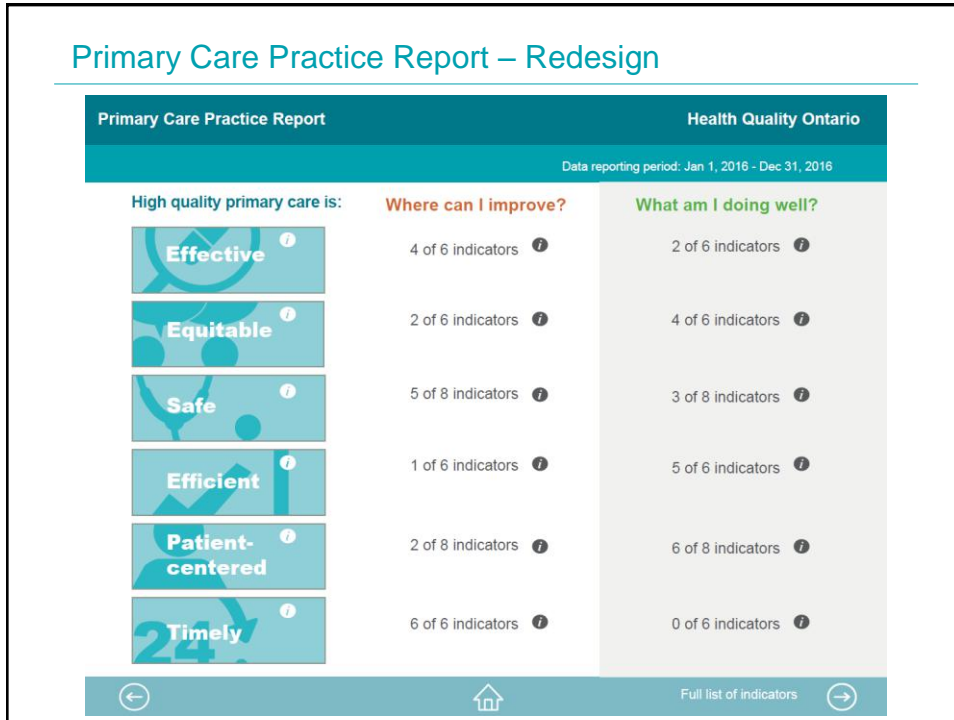 Primary Care Practice Report – Redesign
Primary Care Practice Report
Health Quality Ontario
Data reporting period: Jan 1, 2016 - Dec 31, 2016
High quality primary care is:
Where can I improve?
What am I doing well?
Effective
i
4 of 6 indicators i
2 of 6 indicators i
Equitable
i
2 of 6 indicators i
4 of 6 indicators i
Safe
i
5 of 8 indicators i
3 of 8 indicators i
Efficient
i
1 of 6 indicators i
5 of 6 indicators i
Patient-
centered
i
2 of 8 indicators i
6 of 8 indicators i
24
Timely
i
6 of 6 indicators i
0 of 6 indicators i
Full list of indicators